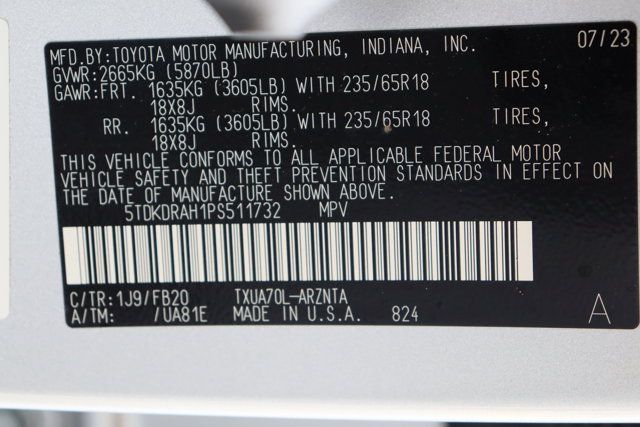 MFD.BY:TOYOTA MOTOR MANUFACTURING, INDIANA, INC. 07/23
GVWR:2665KG (5870LB)
GAWR:FRT. 1635KG (3605LB) WITH 235/65R18 TIRES,
18X8J RIMS.
RR. 1635KG (3605LB) WITH 235/65R18 TIRES,
18X8J RIMS.
THIS VEHICLE CONFORMS TO ALL APPLICABLE FEDERAL MOTOR
VEHICLE SAFETY AND THEFT PREVENTION STANDARDS IN EFFECT ON
THE DATE OF MANUFACTURE SHOWN ABOVE.
5TDKDRAH1PS511732 MPV
C/TR:1J9/FB20 TXUA70L-ARZNTA
A/TM: /UA81E MADE IN U.S.A. 824 A